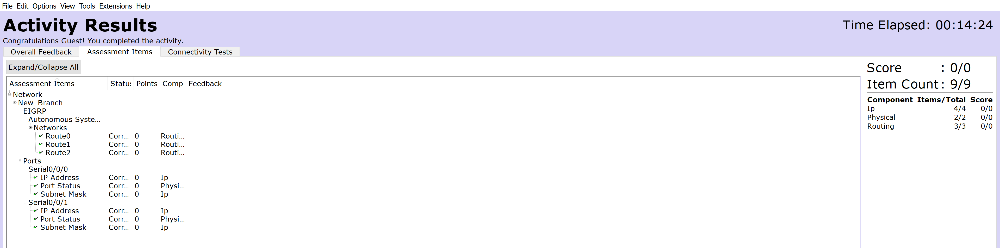 File Edit Options View Tools Extensions Help
Activity Results
Time Elapsed: 00:14:24
Congratulations Guest! You completed the activity.
Overall Feedback Assessment Items Connectivity Tests
Expand/Collapse All
Assessment Items Status Points Comp Feedback
Network
New_Branch
EIGRP
Autonomous Syste...
Networks
Route0 Corr... 0 Routi...
Route1 Corr... 0 Routi...
Route2 Corr... 0 Routi...
Ports
Serial0/0/0
IP Address Corr... 0 Ip
Port Status Corr... 0 Physi...
Subnet Mask Corr... 0 Ip
Serial0/0/1
IP Address Corr... 0 Ip
Port Status Corr... 0 Physi...
Subnet Mask Corr... 0 Ip
Score : 0/0
Item Count : 9/9
Component Items/Total Score
Ip 4/4 0/0
Physical 2/2 0/0
Routing 3/3 0/0